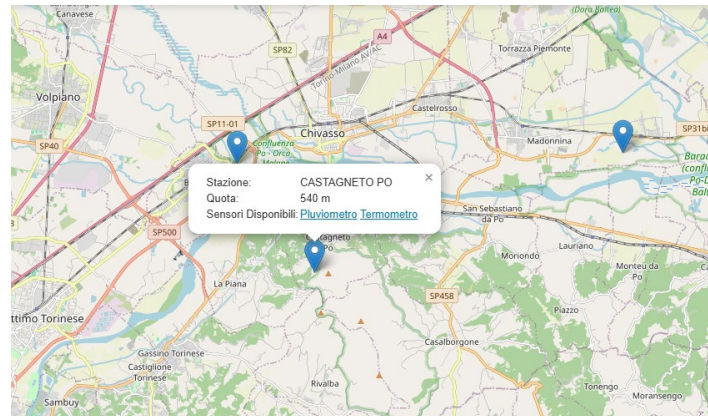 Canavese
(Dora Baltea)
SP82
A4
Torrazza Piemonte
Torino-Milano AV/AC
Volpiano
Castelrosso
SP11-01
Chivasso
SP31bi
SP40
Confluenza
Po - Orco
Madonnina
Stazione: CASTAGNETO PO
×
Quota: 540 m
Sensori Disponibili: Pluviometro Termometro
San Sebastiano
da Po
SP500
Po
Lauriano
Moriondo
Monteu da
Po
La Piana
SP458
Piazzo
ttimo Torinese
Casalborgone
Gassino Torinese
Castiglione
Torinese
Rivalba
Tonengo
Moransengo
Sambuy